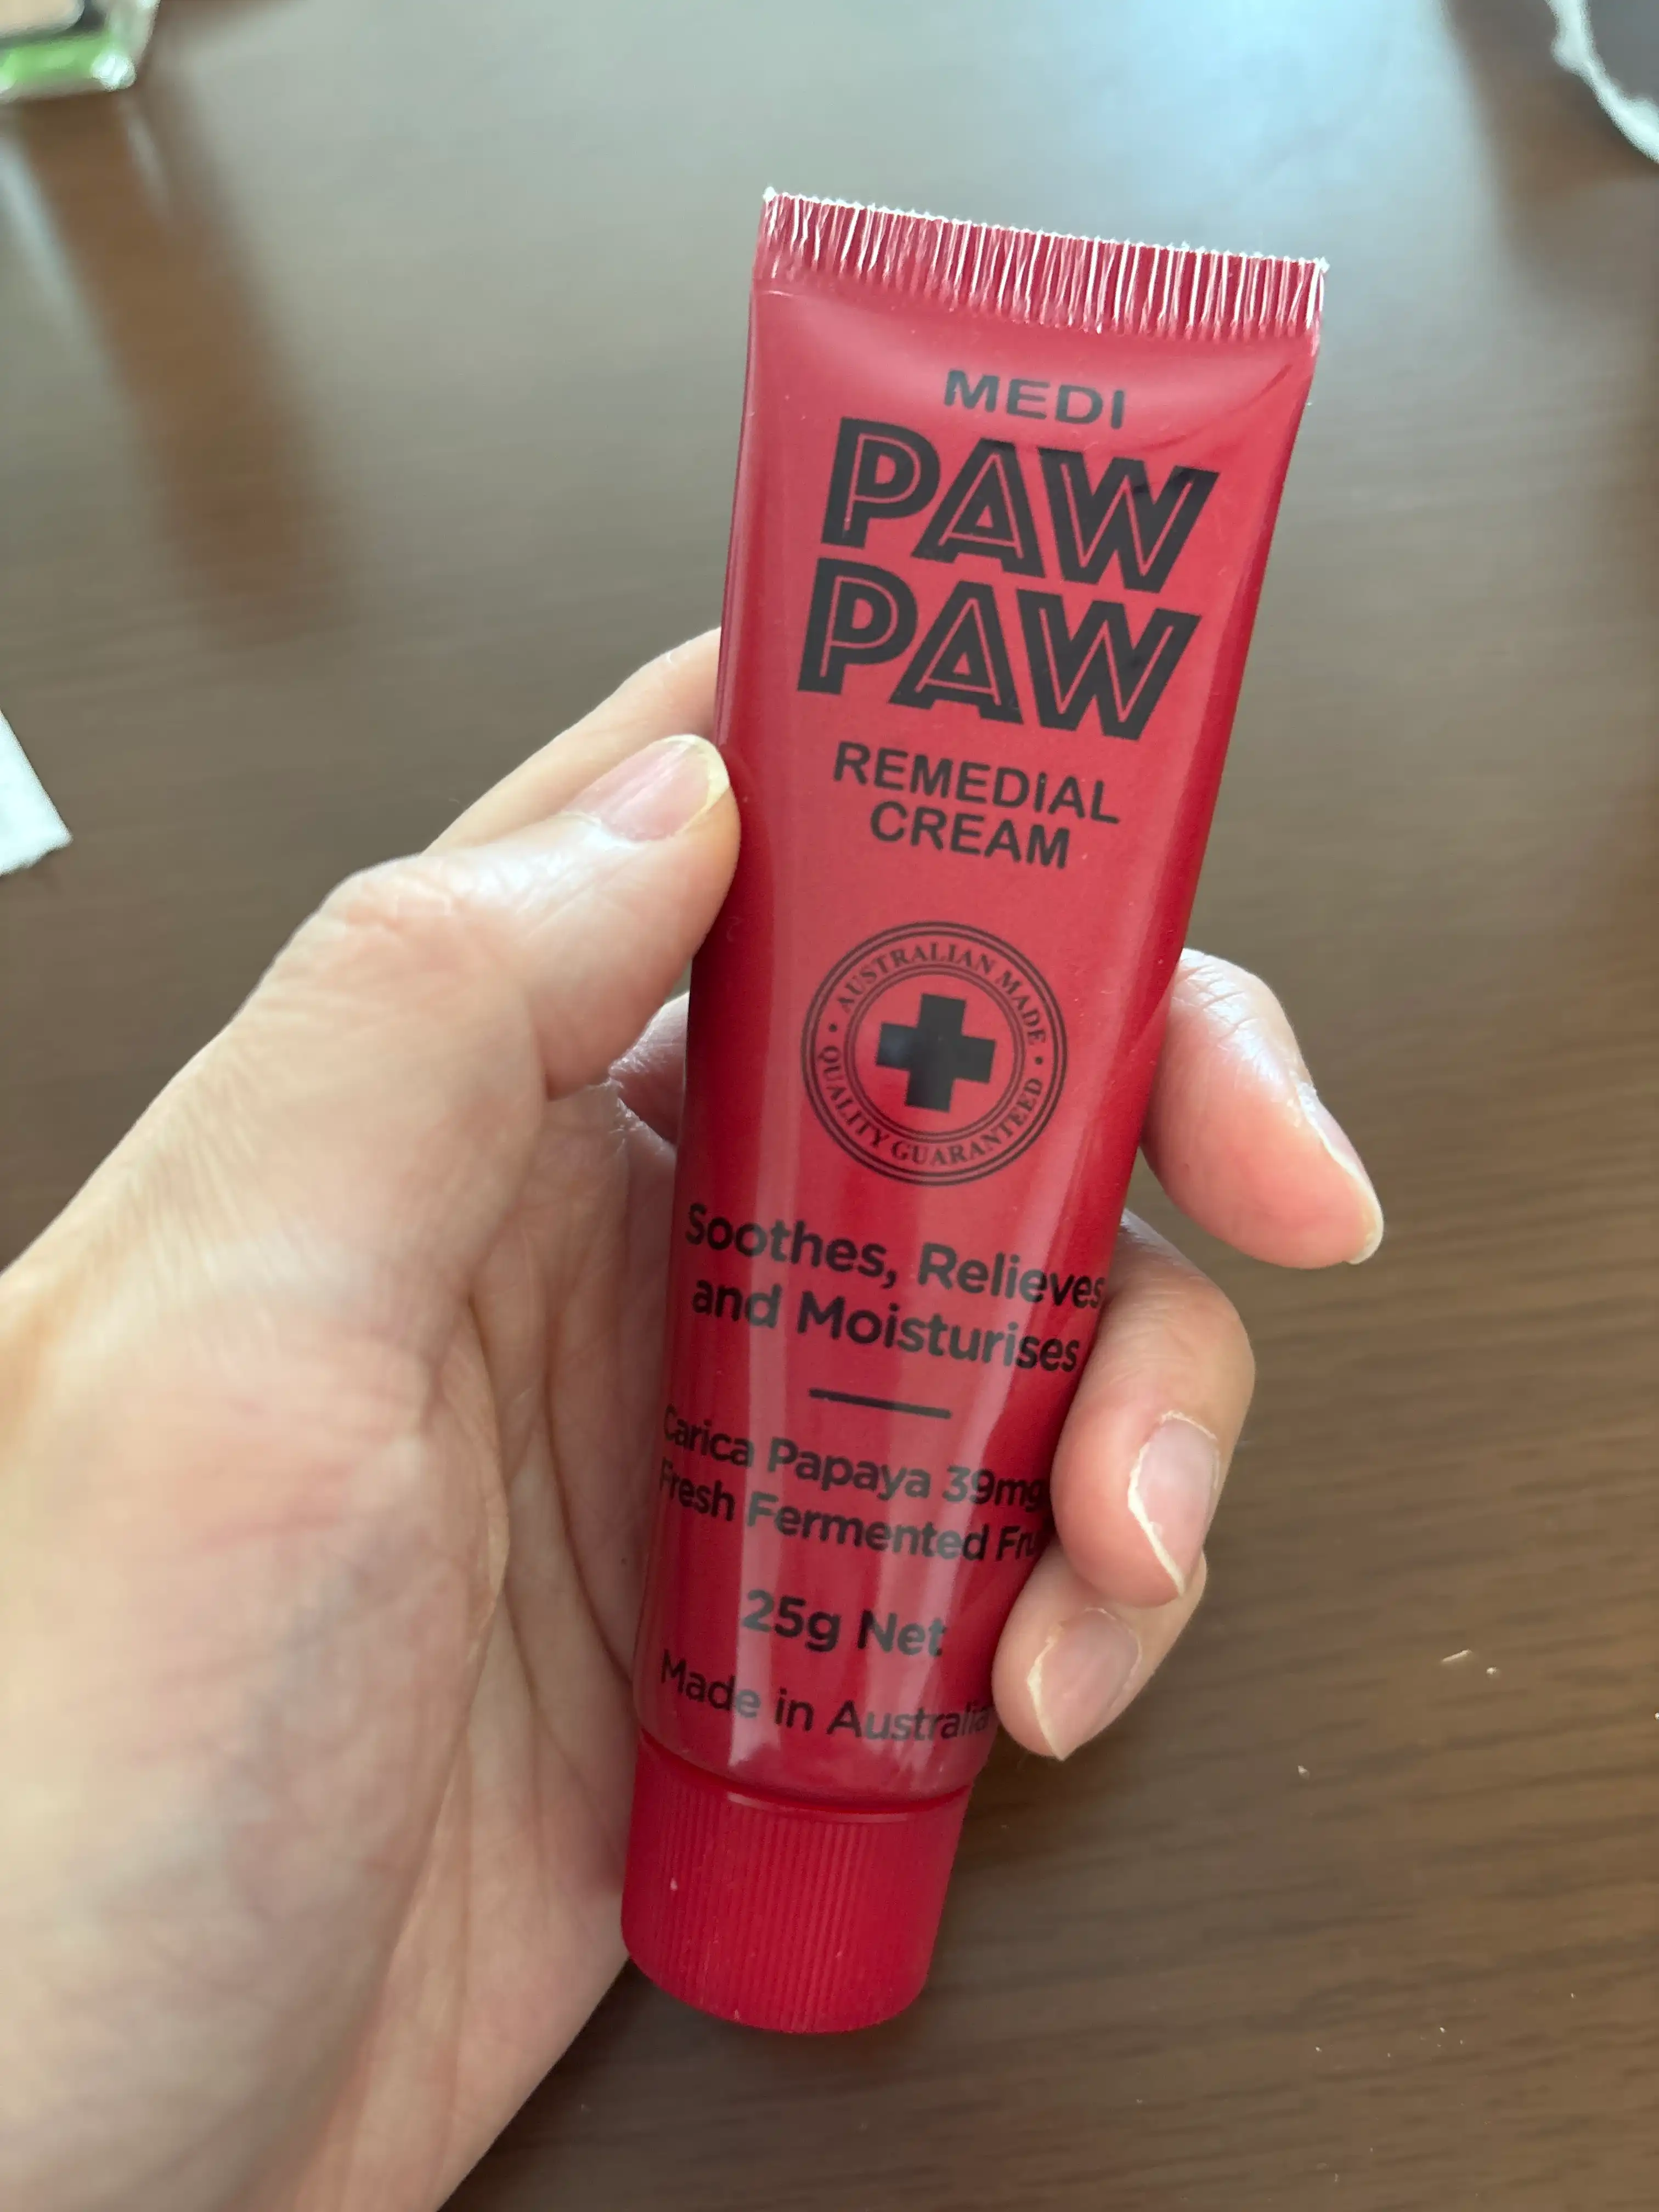 MEDI
PAW
PAW
REMEDiAL
CREAM
AUSTRALIAN MADE
QUALITY GUARANTEED
Soothes, Relieves
and Moisturises
Carica Papaya 39mg
Fresh Fermented
25g Net
Made in Australia